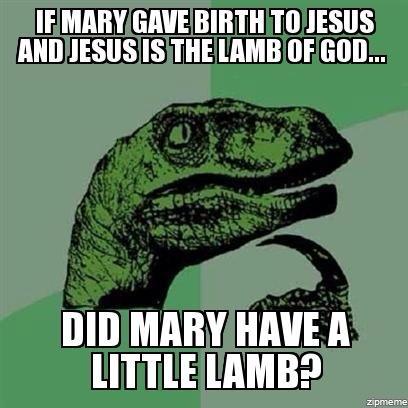 IF MARY GAVE BIRTH TO JESUS
AND JESUS IS THE LAMB OF GOD...
DID MARY HAVE A
LITTLE LAMB?
zipmeme